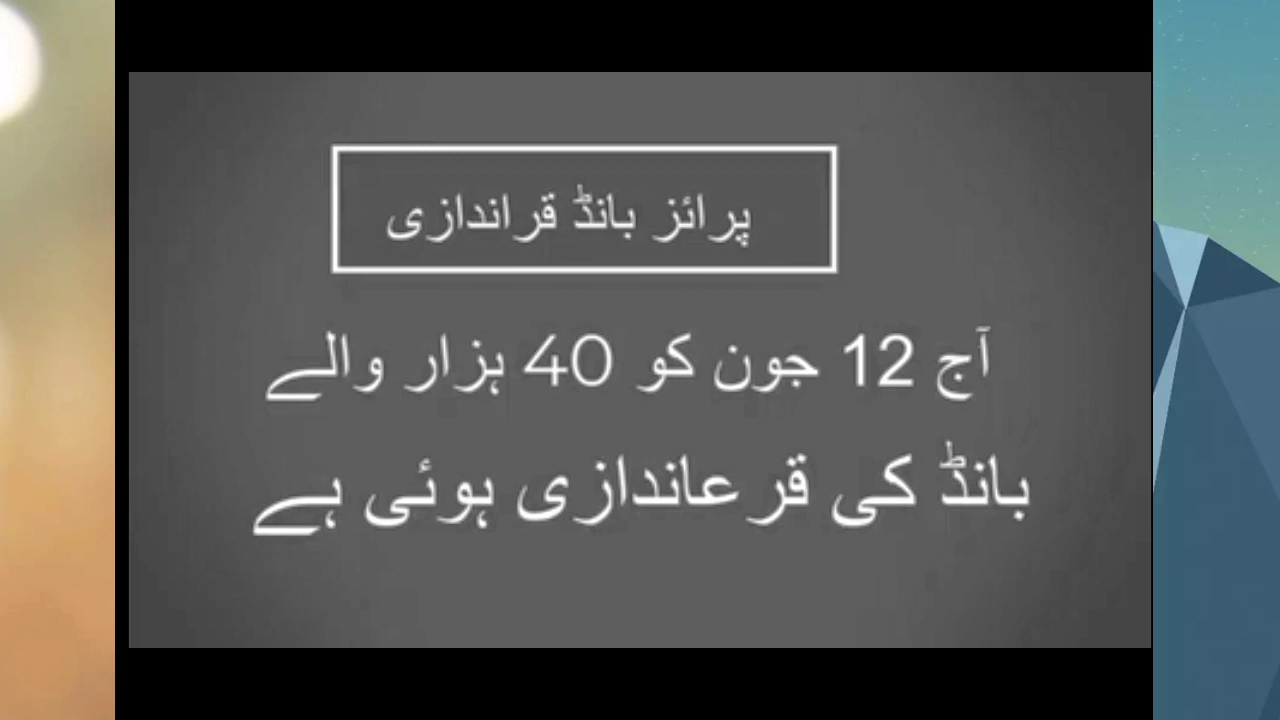 پرائز بانڈ قراندازی
آج 12 جون کو 40 ہزار والے
بانڈ کی قرعاندازی ہوئی ہے